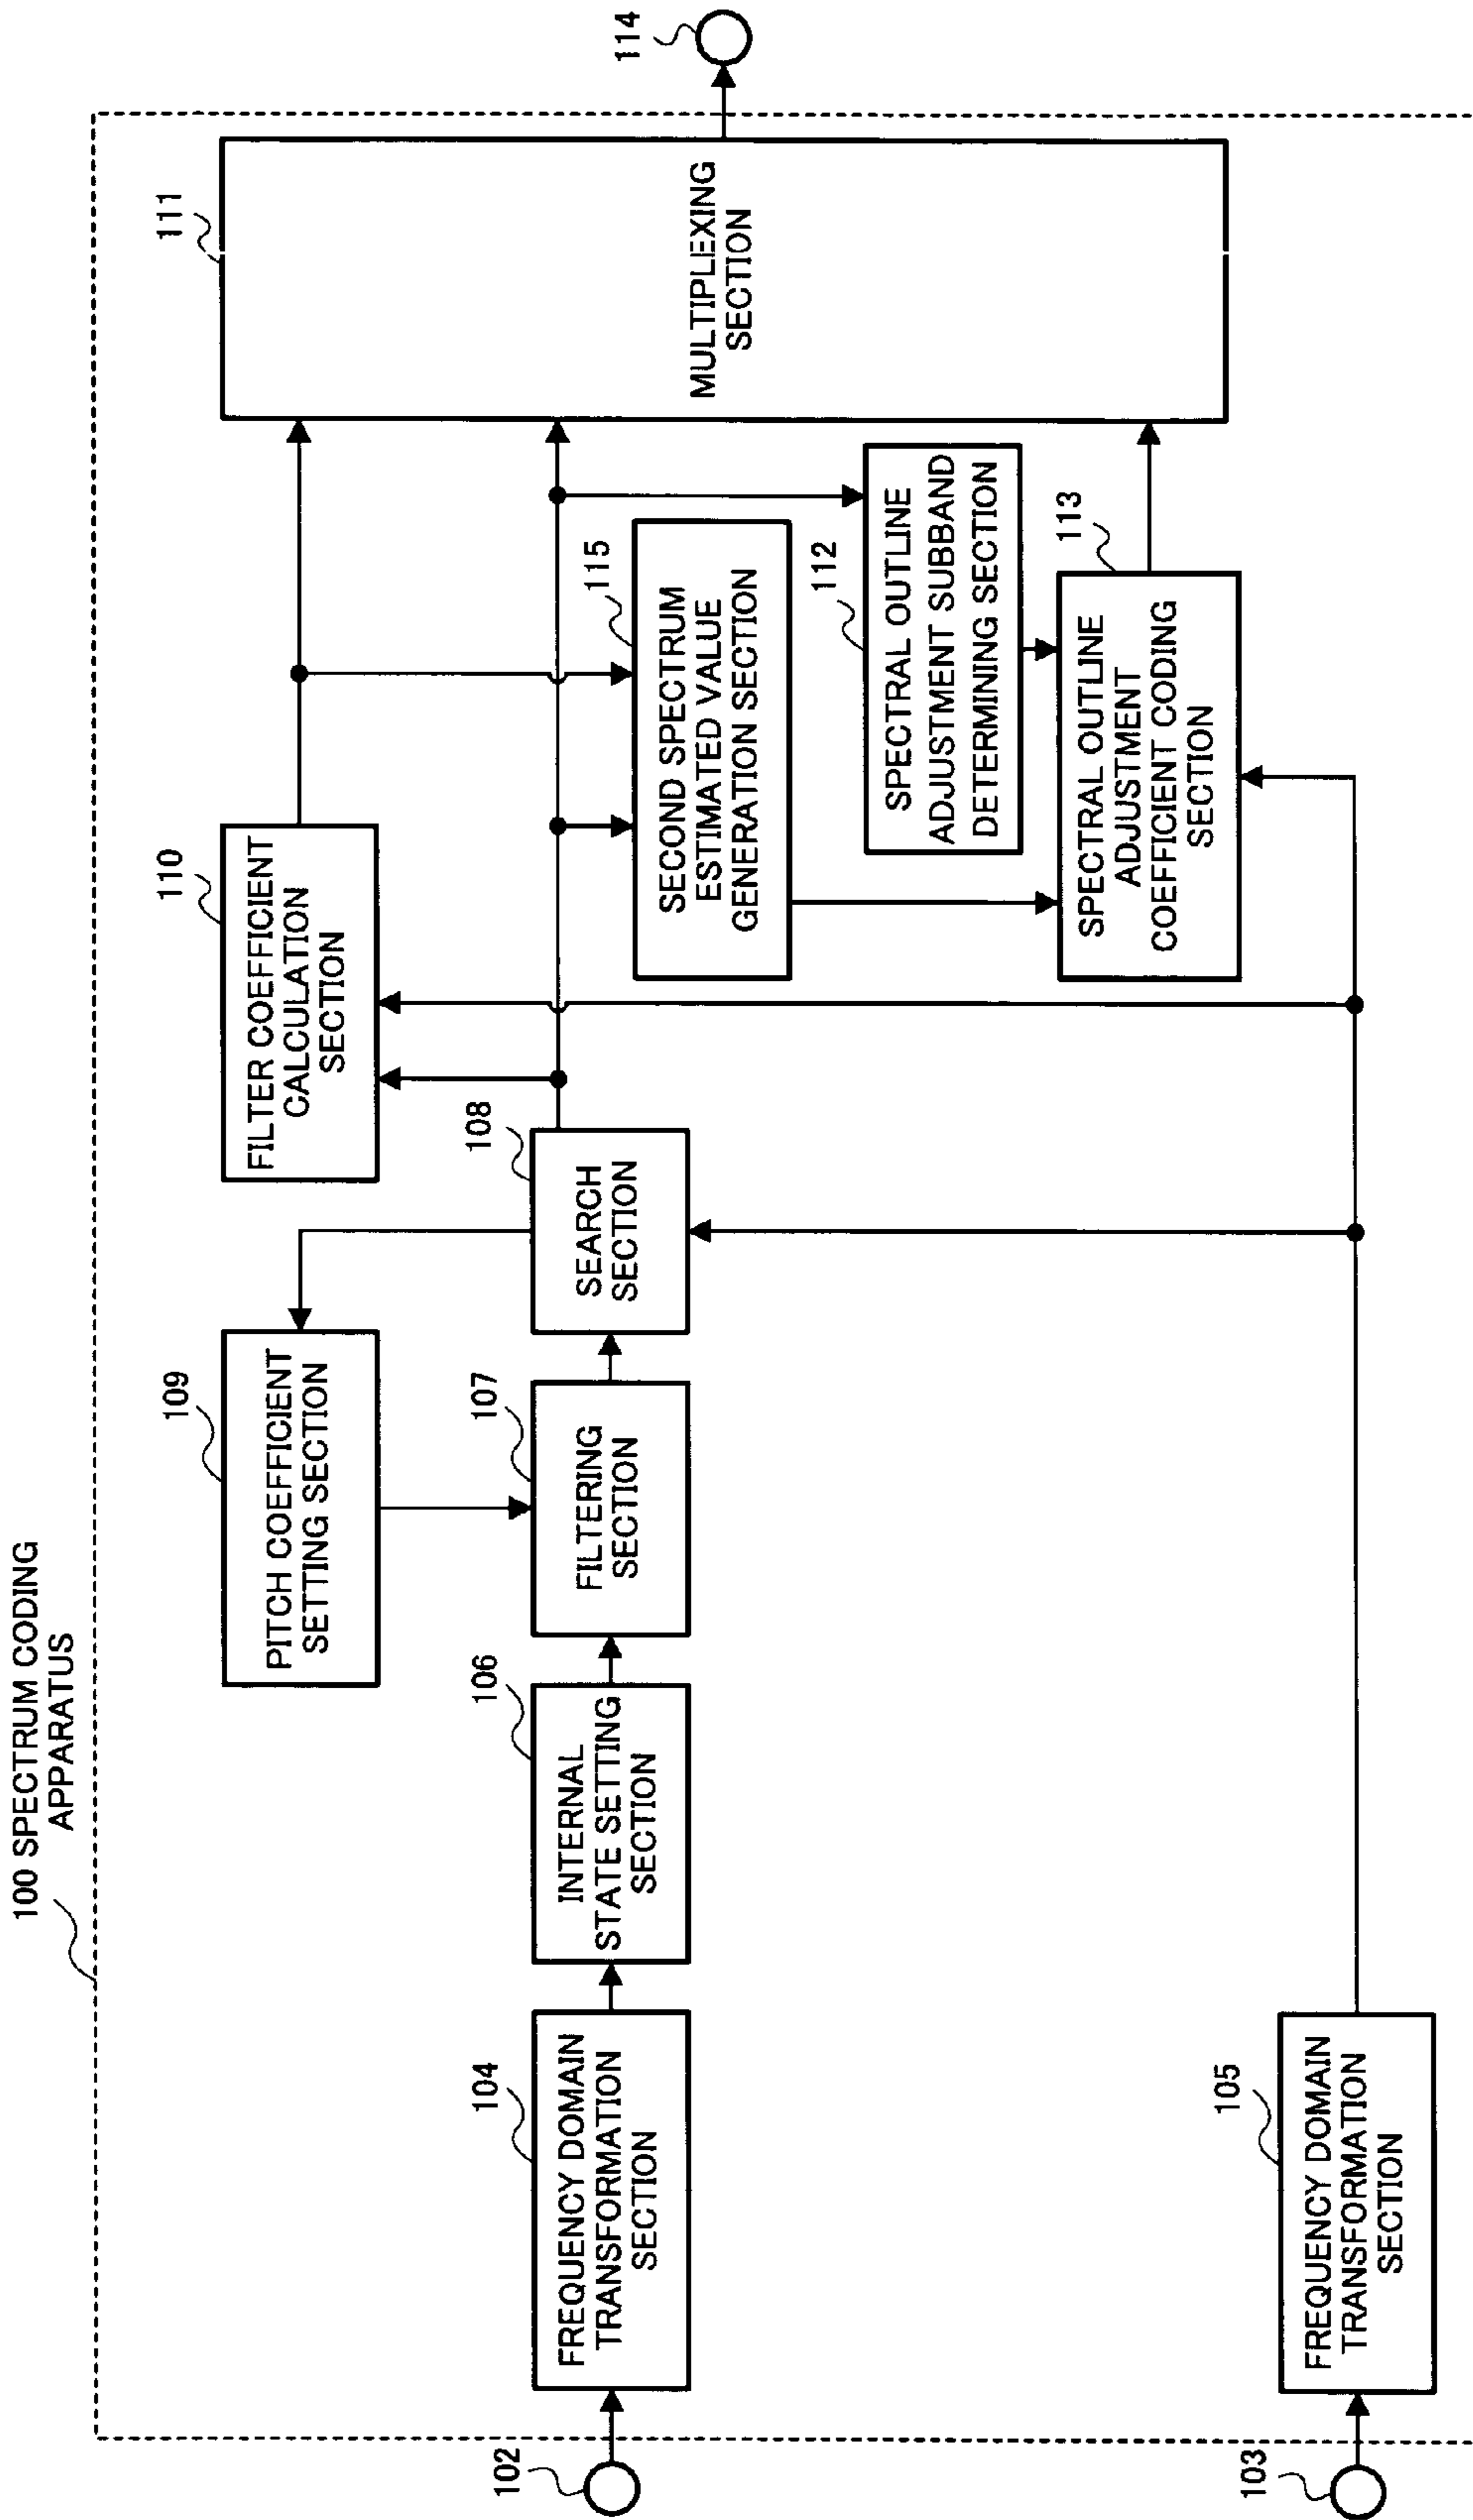 100 SPECTRUM CODING
APPARATUS
102
104
FREQUENCY DOMAIN
TRANSFORMATION
SECTION
106
INTERNAL
STATE SETTING
SECTION
109
PITCH COEFFICIENT
SETTING SECTION
107
FILTERING
SECTION
108
SEARCH
SECTION
110
FILTER COEFFICIENT
CALCULATION
SECTION
115
SECOND SPECTRUM
ESTIMATED VALUE
GENERATION SECTION
112
SPECTRAL OUTLINE
ADJUSTMENT SUBBAND
DETERMINING SECTION
113
SPECTRAL OUTLINE
ADJUSTMENT
COEFFICIENT CODING
SECTION
111
MULTIPLEXING
SECTION
114
103
105
FREQUENCY DOMAIN
TRANSFORMATION
SECTION